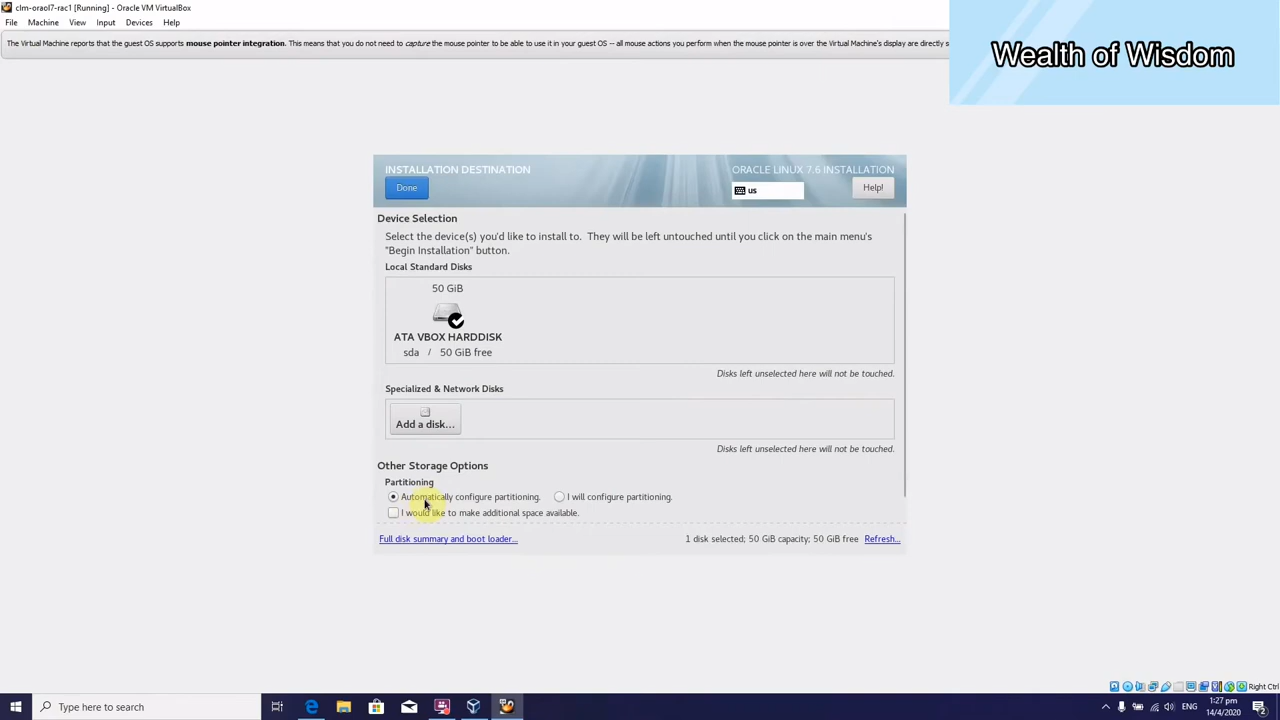 clm-oraol7-rac1 [Running] - Oracle VM VirtualBox
File Machine View Input Devices Help
The Virtual Machine reports that the guest OS supports mouse pointer integration. This means that you do not need to capture the mouse pointer to be able to use it in your guest OS -- all mouse actions you perform when the mouse pointer is over the Virtual Machine's display are directly s
Wealth of Wisdom
INSTALLATION DESTINATION
ORACLE LINUX 7.6 INSTALLATION
Done
us
Help!
Device Selection
Select the device(s) you'd like to install to. They will be left untouched until you click on the main menu's
"Begin Installation" button.
Local Standard Disks
50 GiB
ATA VBOX HARDDISK
sda / 50 GiB free
Disks left unselected here will not be touched.
Specialized & Network Disks
Add a disk...
Disks left unselected here will not be touched.
Other Storage Options
Partitioning
Automatically configure partitioning. I will configure partitioning.
I would like to make additional space available.
Full disk summary and boot loader...
1 disk selected; 50 GiB capacity; 50 GiB free Refresh...
Right Ctrl
Type here to search
ENG
1:27 pm
14/4/2020
2